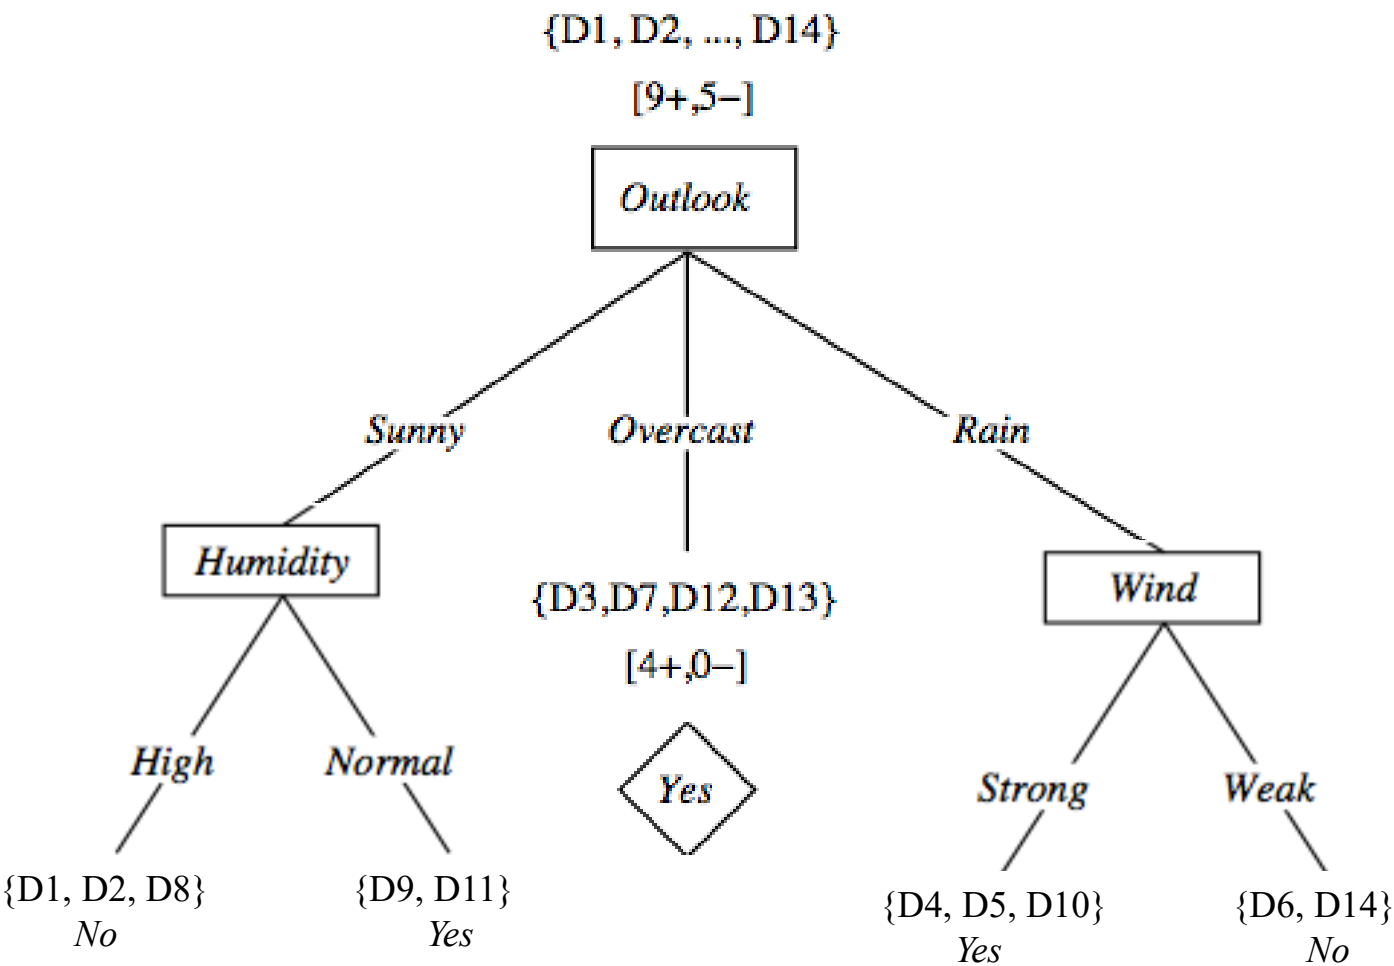 {D1, D2, ..., D14}
[9+,5−]
Outlook
Sunny
Overcast
Rain
Humidity
{D3,D7,D12,D13}
[4+,0−]
Wind
High
Normal
Yes
Strong
Weak
{D1, D2, D8}
No
{D9, D11}
Yes
{D4, D5, D10}
Yes
{D6, D14}
No